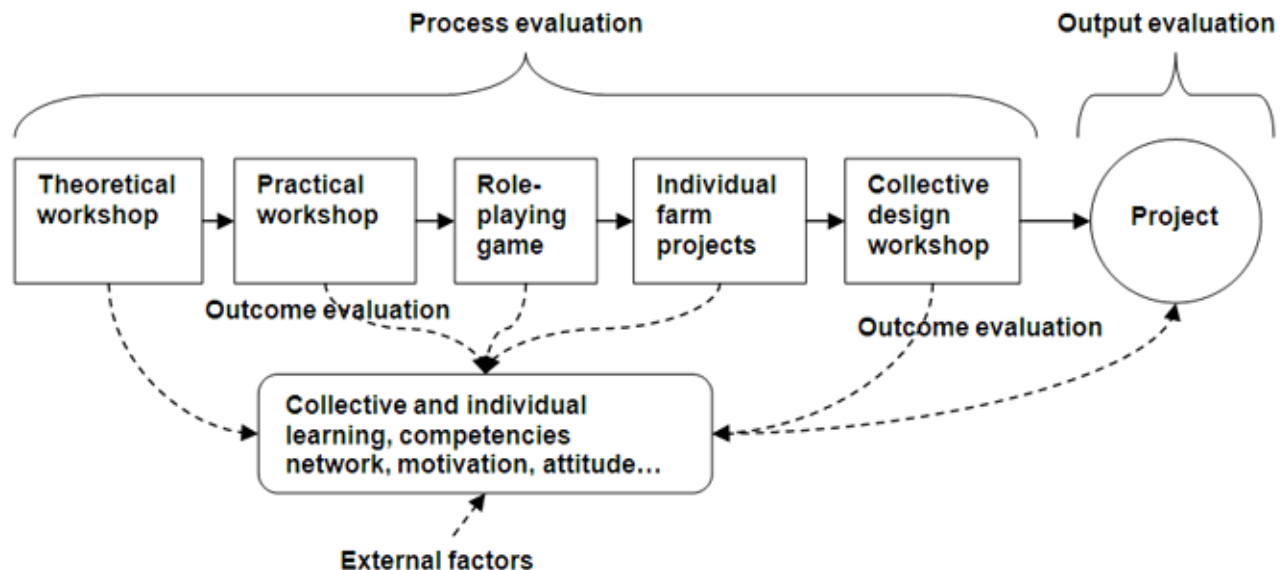 Process evaluation
Output evaluation
Theoretical
workshop
Practical
workshop
Role-
playing
game
Individual
farm
projects
Collective
design
workshop
Project
Outcome evaluation
Outcome evaluation
Collective and individual
learning, competencies
network, motivation, attitude...
External factors